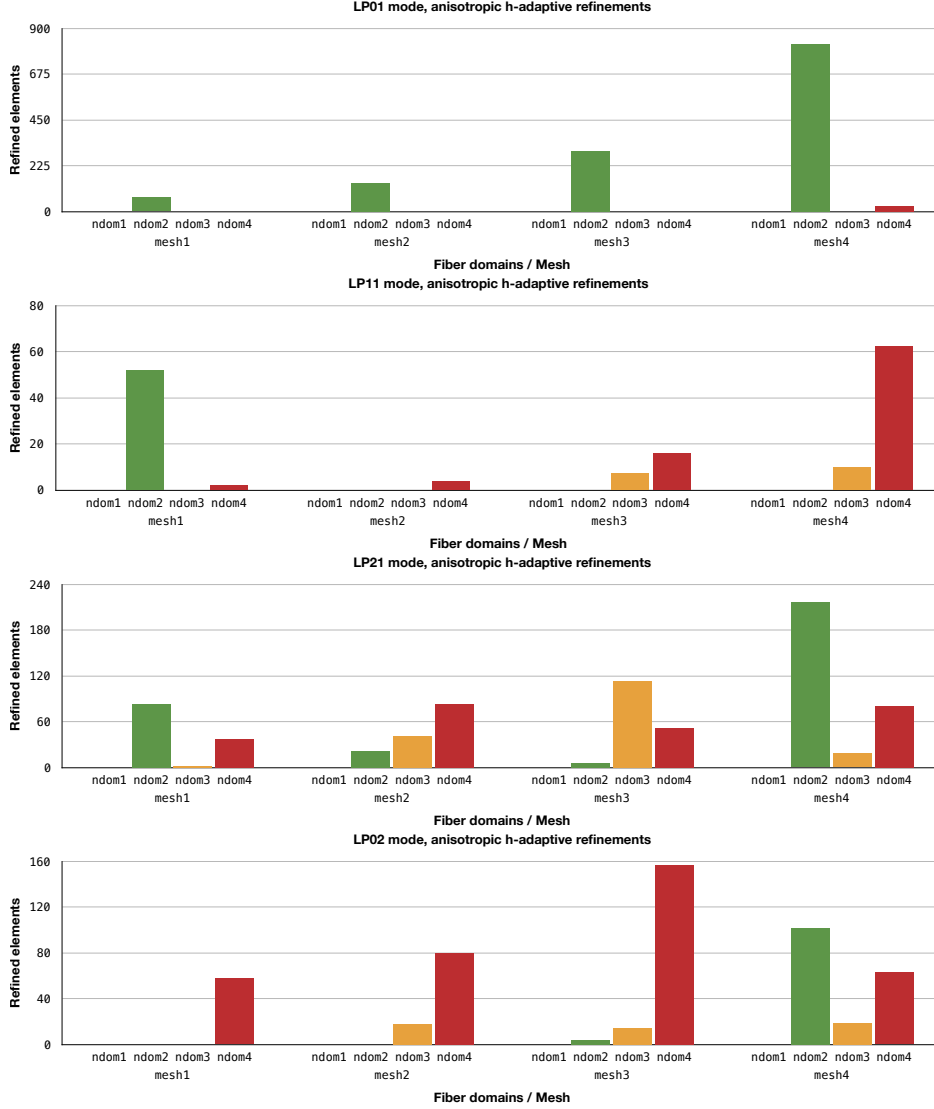 LP01 mode, anisotropic h-adaptive refinements
Refined elements
900
675
450
225
0
ndom1 ndom2 ndom3 ndom4 ndom1 ndom2 ndom3 ndom4 ndom1 ndom2 ndom3 ndom4 ndom1 ndom2 ndom3 ndom4
mesh1 mesh2 mesh3 mesh4
Fiber domains / Mesh
LP11 mode, anisotropic h-adaptive refinements
Refined elements
80
60
40
20
0
ndom1 ndom2 ndom3 ndom4 ndom1 ndom2 ndom3 ndom4 ndom1 ndom2 ndom3 ndom4 ndom1 ndom2 ndom3 ndom4
mesh1 mesh2 mesh3 mesh4
Fiber domains / Mesh
LP21 mode, anisotropic h-adaptive refinements
Refined elements
240
180
120
60
0
ndom1 ndom2 ndom3 ndom4 ndom1 ndom2 ndom3 ndom4 ndom1 ndom2 ndom3 ndom4 ndom1 ndom2 ndom3 ndom4
mesh1 mesh2 mesh3 mesh4
Fiber domains / Mesh
LP02 mode, anisotropic h-adaptive refinements
Refined elements
160
120
80
40
0
ndom1 ndom2 ndom3 ndom4 ndom1 ndom2 ndom3 ndom4 ndom1 ndom2 ndom3 ndom4 ndom1 ndom2 ndom3 ndom4
mesh1 mesh2 mesh3 mesh4
Fiber domains / Mesh